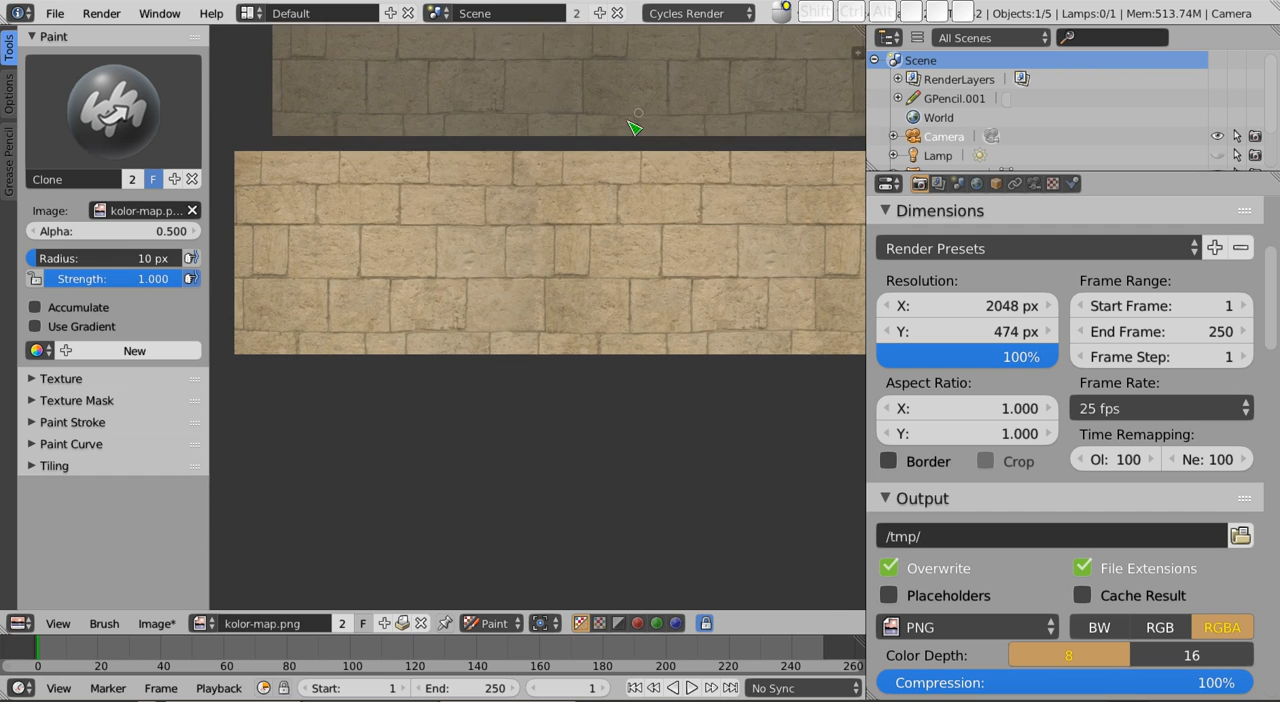 File Render Window Help Default Scene 2 Cycles Render Shift Ctrl Alt 2 | Objects:1/5 | Lamps:0/1 | Mem:513.74M | Camera
Paint
Tools
Options
Grease Pencil
Clone 2 F
Image: kolor-map.p...
Alpha: 0.500
Radius: 10 px
Strength: 1.000
Accumulate
Use Gradient
New
Texture
Texture Mask
Paint Stroke
Paint Curve
Tiling
View Brush Image* kolor-map.png 2 F Paint
0 20 40 60 80 100 120 140 160 180 200 220 240 260
View Marker Frame Playback Start: 1 End: 250 1 No Sync
All Scenes
Scene
RenderLayers
GPencil.001
World
Camera
Lamp
Dimensions
Render Presets
Resolution: Frame Range:
X: 2048 px Start Frame: 1
Y: 474 px End Frame: 250
100% Frame Step: 1
Aspect Ratio: Frame Rate:
X: 1.000 25 fps
Y: 1.000 Time Remapping:
Border Crop Ol: 100 Ne: 100
Output
/tmp/
Overwrite File Extensions
Placeholders Cache Result
PNG BW RGB RGBA
Color Depth: 8 16
Compression: 100%